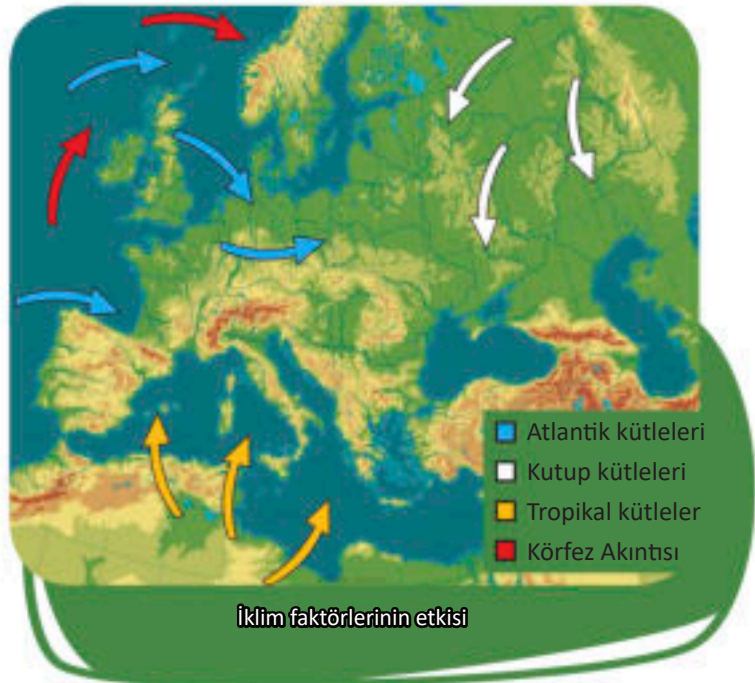 Atlantik kütleleri
Kutup kütleleri
Tropikal kütleler
Körfez Akıntısı
İklim faktörlerinin etkisi